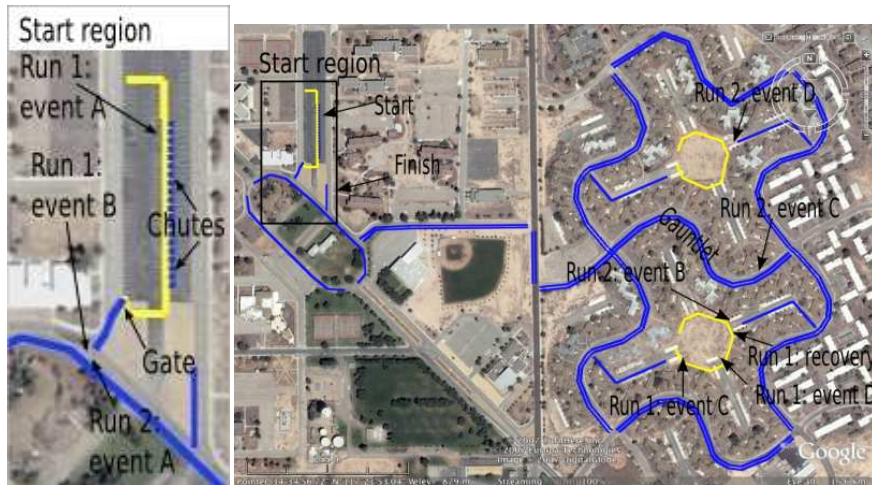 Start region
Run 1:
event A
Run 1:
event B
Chutes
Gate
Run 2:
event A
Start region
Start
Finish
Run 2: event D
Gauntlet
Run 2: event C
Run 2: event B
Run 1: recovery
Run 1: event C
Run 1: event D
N
Google
Streaming